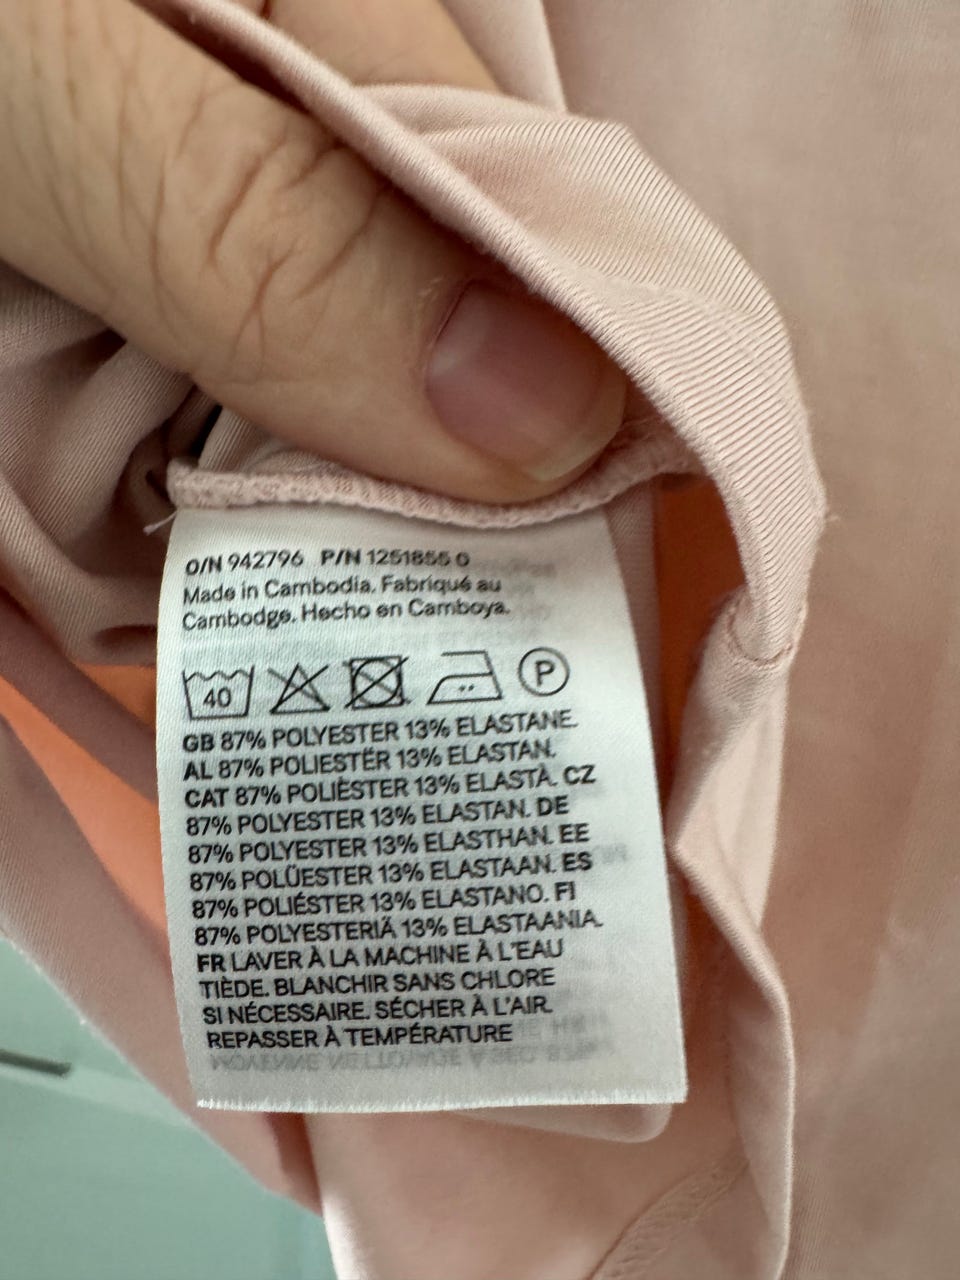 O/N 942796 P/N 1251855 0
Made in Cambodia. Fabriqué au
Cambodge. Hecho en Camboya.
40 P
GB 87% POLYESTER 13% ELASTANE.
AL 87% POLIESTËR 13% ELASTAN.
CAT 87% POLIÈSTER 13% ELASTÀ. CZ
87% POLYESTER 13% ELASTAN. DE
87% POLYESTER 13% ELASTHAN. EE
87% POLÜESTER 13% ELASTAAN. ES
87% POLIÉSTER 13% ELASTANO. FI
87% POLYESTERIÄ 13% ELASTAANIA.
FR LAVER À LA MACHINE À L'EAU
TIÈDE. BLANCHIR SANS CHLORE
SI NÉCESSAIRE. SÉCHER À L'AIR.
REPASSER À TEMPÉRATURE